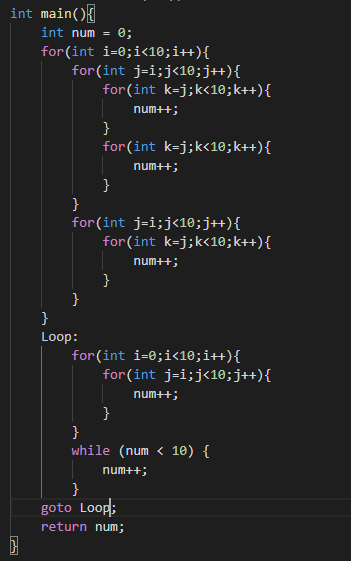 int main(){
int num = 0;
for(int i=0;i<10;i++){
for(int j=i;j<10;j++){
for(int k=j;k<10;k++){
num++;
}
for(int k=j;k<10;k++){
num++;
}
}
for(int j=i;j<10;j++){
for(int k=j;k<10;k++){
num++;
}
}
}
Loop:
for(int i=0;i<10;i++){
for(int j=i;j<10;j++){
num++;
}
}
while (num < 10) {
num++;
}
goto Loop;
return num;
}